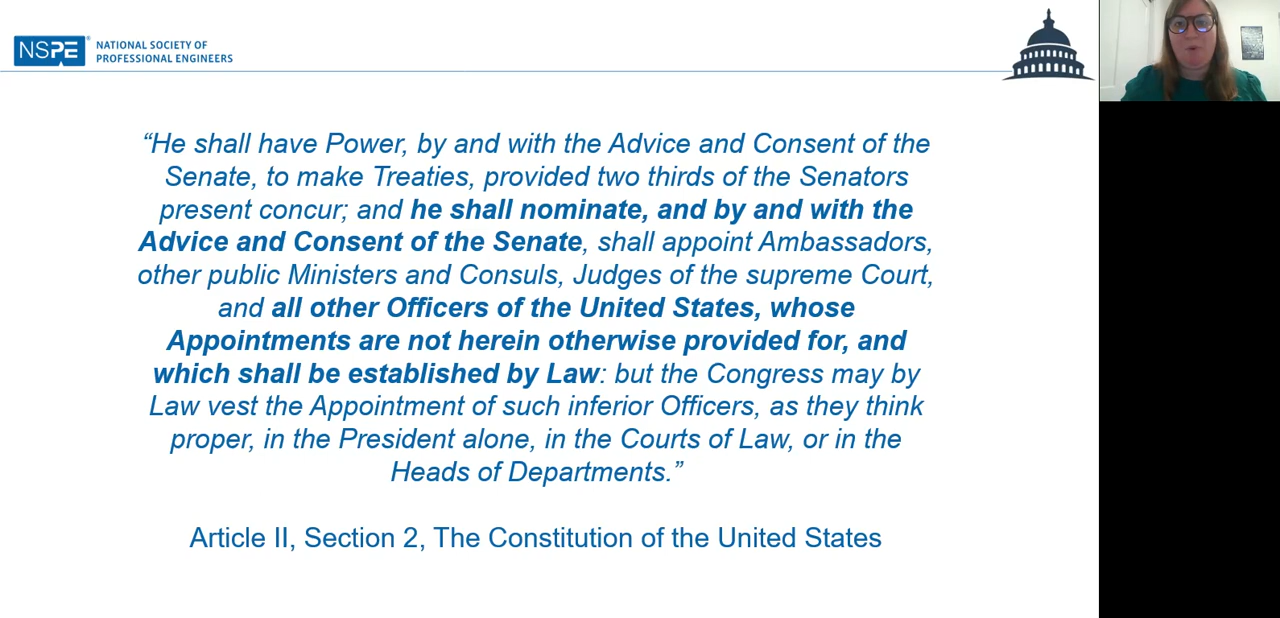 NSPE®
NATIONAL SOCIETY OF
PROFESSIONAL ENGINEERS
“He shall have Power, by and with the Advice and Consent of the
Senate, to make Treaties, provided two thirds of the Senators
present concur; and he shall nominate, and by and with the
Advice and Consent of the Senate, shall appoint Ambassadors,
other public Ministers and Consuls, Judges of the supreme Court,
and all other Officers of the United States, whose
Appointments are not herein otherwise provided for, and
which shall be established by Law: but the Congress may by
Law vest the Appointment of such inferior Officers, as they think
proper, in the President alone, in the Courts of Law, or in the
Heads of Departments.”
Article II, Section 2, The Constitution of the United States